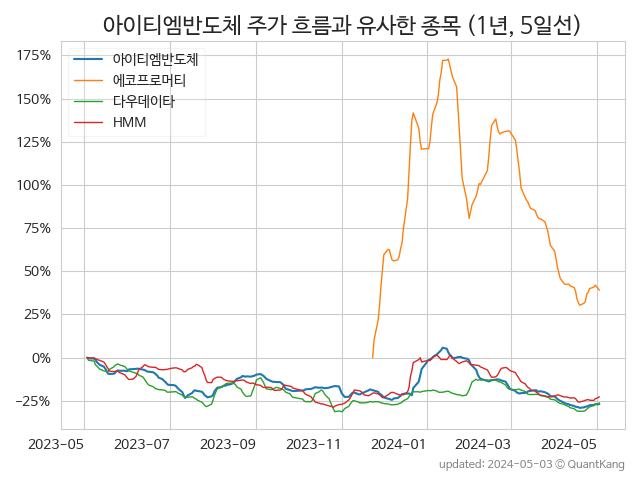 아이티엠반도체 주가 흐름과 유사한 종목 (1년, 5일선)
아이티엠반도체
에코프로머티
다우데이타
HMM
175%
150%
125%
100%
75%
50%
25%
0%
−25%
2023-05
2023-07
2023-09
2023-11
2024-01
2024-03
2024-05
updated: 2024-05-03 © QuantKang